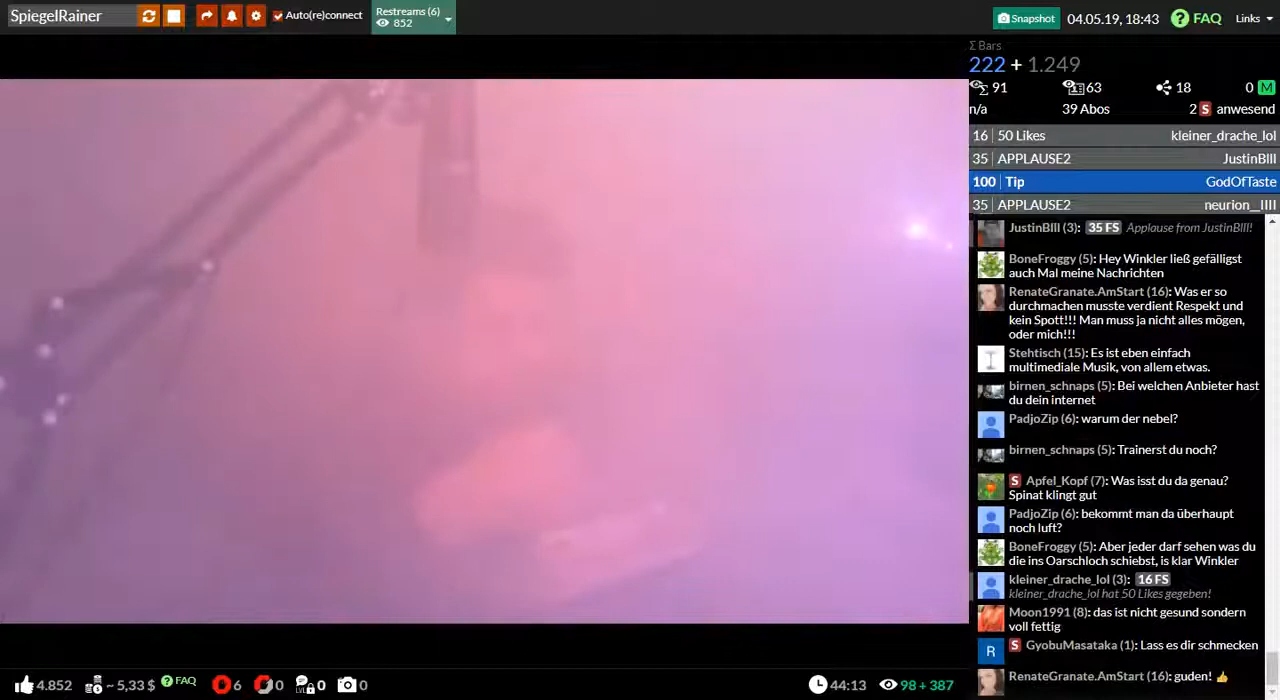 SpiegelRainer
Auto(re)connect
Restreams (6)
852
Snapshot
04.05.19, 18:43
FAQ
Links
Σ Bars
222 + 1.249
91
63
18
0 M
n/a
39 Abos
2 S anwesend
16 50 Likes kleiner_drache_lol
35 APPLAUSE2 JustinBIll
100 Tip GodOfTaste
35 APPLAUSE2 neurion__IIII
JustinBIll (3): 35 FS Applause from JustinBIll!
BoneFroggy (5): Hey Winkler ließ gefälligst
auch Mal meine Nachrichten
RenateGranate.AmStart (16): Was er so
durchmachen musste verdient Respekt und
kein Spott!!! Man muss ja nicht alles mögen,
oder mich!!!
Stehtisch (15): Es ist eben einfach
multimediale Musik, von allem etwas.
birnen_schnaps (5): Bei welchen Anbieter hast
du dein internet
PadjoZip (6): warum der nebel?
birnen_schnaps (5): Trainerst du noch?
S Apfel_Kopf (7): Was isst du da genau?
Spinat klingt gut
PadjoZip (6): bekommt man da überhaupt
noch luft?
BoneFroggy (5): Aber jeder darf sehen was du
die ins Oarschloch schiebst, is klar Winkler
kleiner_drache_lol (3): 16 FS
kleiner_drache_lol hat 50 Likes gegeben!
Moon1991 (8): das ist nicht gesund sondern
voll fettig
R
S GyobuMasataka (1): Lass es dir schmecken
RenateGranate.AmStart (16): guden! 👍
4.852
~ 5,33 $
FAQ
6
0
LVL
0
0
44:13
98 + 387